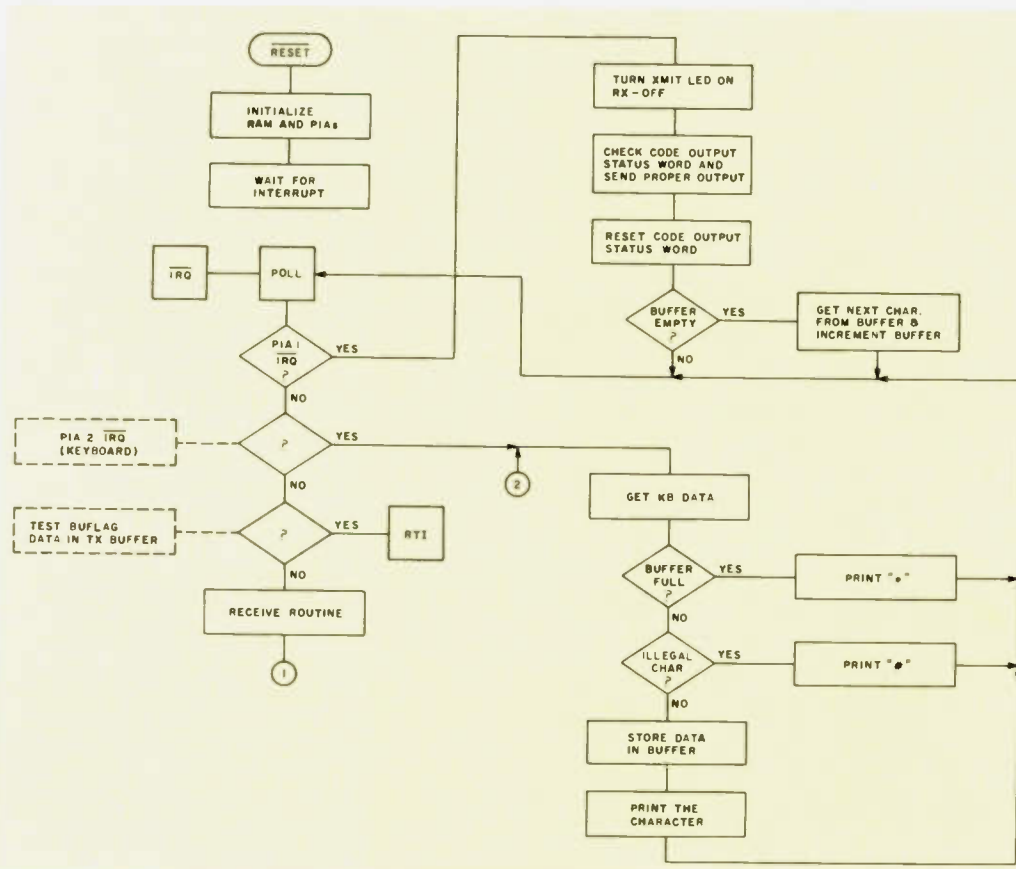 RESET
INITIALIZE
RAM AND PIAs
WAIT FOR
INTERRUPT
IRQ
POLL
PIA 1
IRQ
?
YES
NO
PIA 2 IRQ
(KEYBOARD)
?
YES
NO
TEST BUFLAG
DATA IN TX BUFFER
?
YES
RTI
NO
RECEIVE ROUTINE
1
TURN XMIT LED ON
RX-OFF
CHECK CODE OUTPUT
STATUS WORD AND
SEND PROPER OUTPUT
RESET CODE OUTPUT
STATUS WORD
BUFFER
EMPTY
?
YES
NO
GET NEXT CHAR.
FROM BUFFER &
INCREMENT BUFFER
2
GET KB DATA
BUFFER
FULL
?
YES
NO
PRINT
ILLEGAL
CHAR
?
YES
NO
PRINT
STORE DATA
IN BUFFER
PRINT THE
CHARACTER